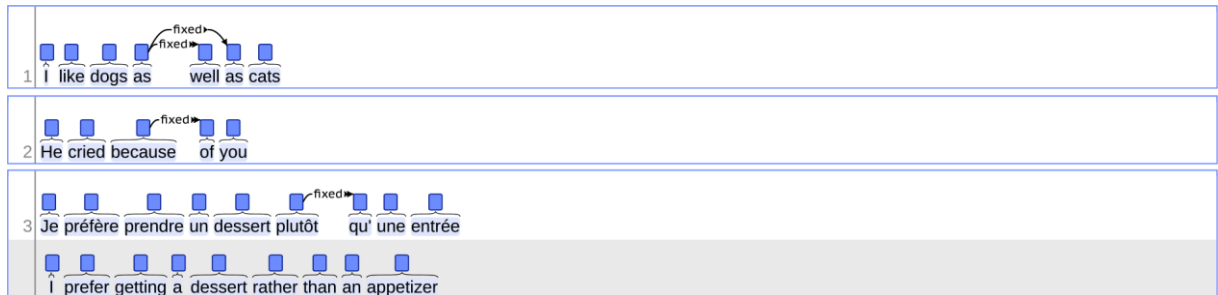 fixed
fixed
1 I like dogs as well as cats
fixed
2 He cried because of you
fixed
3 Je préfère prendre un dessert plutôt qu' une entrée
I prefer getting a dessert rather than an appetizer